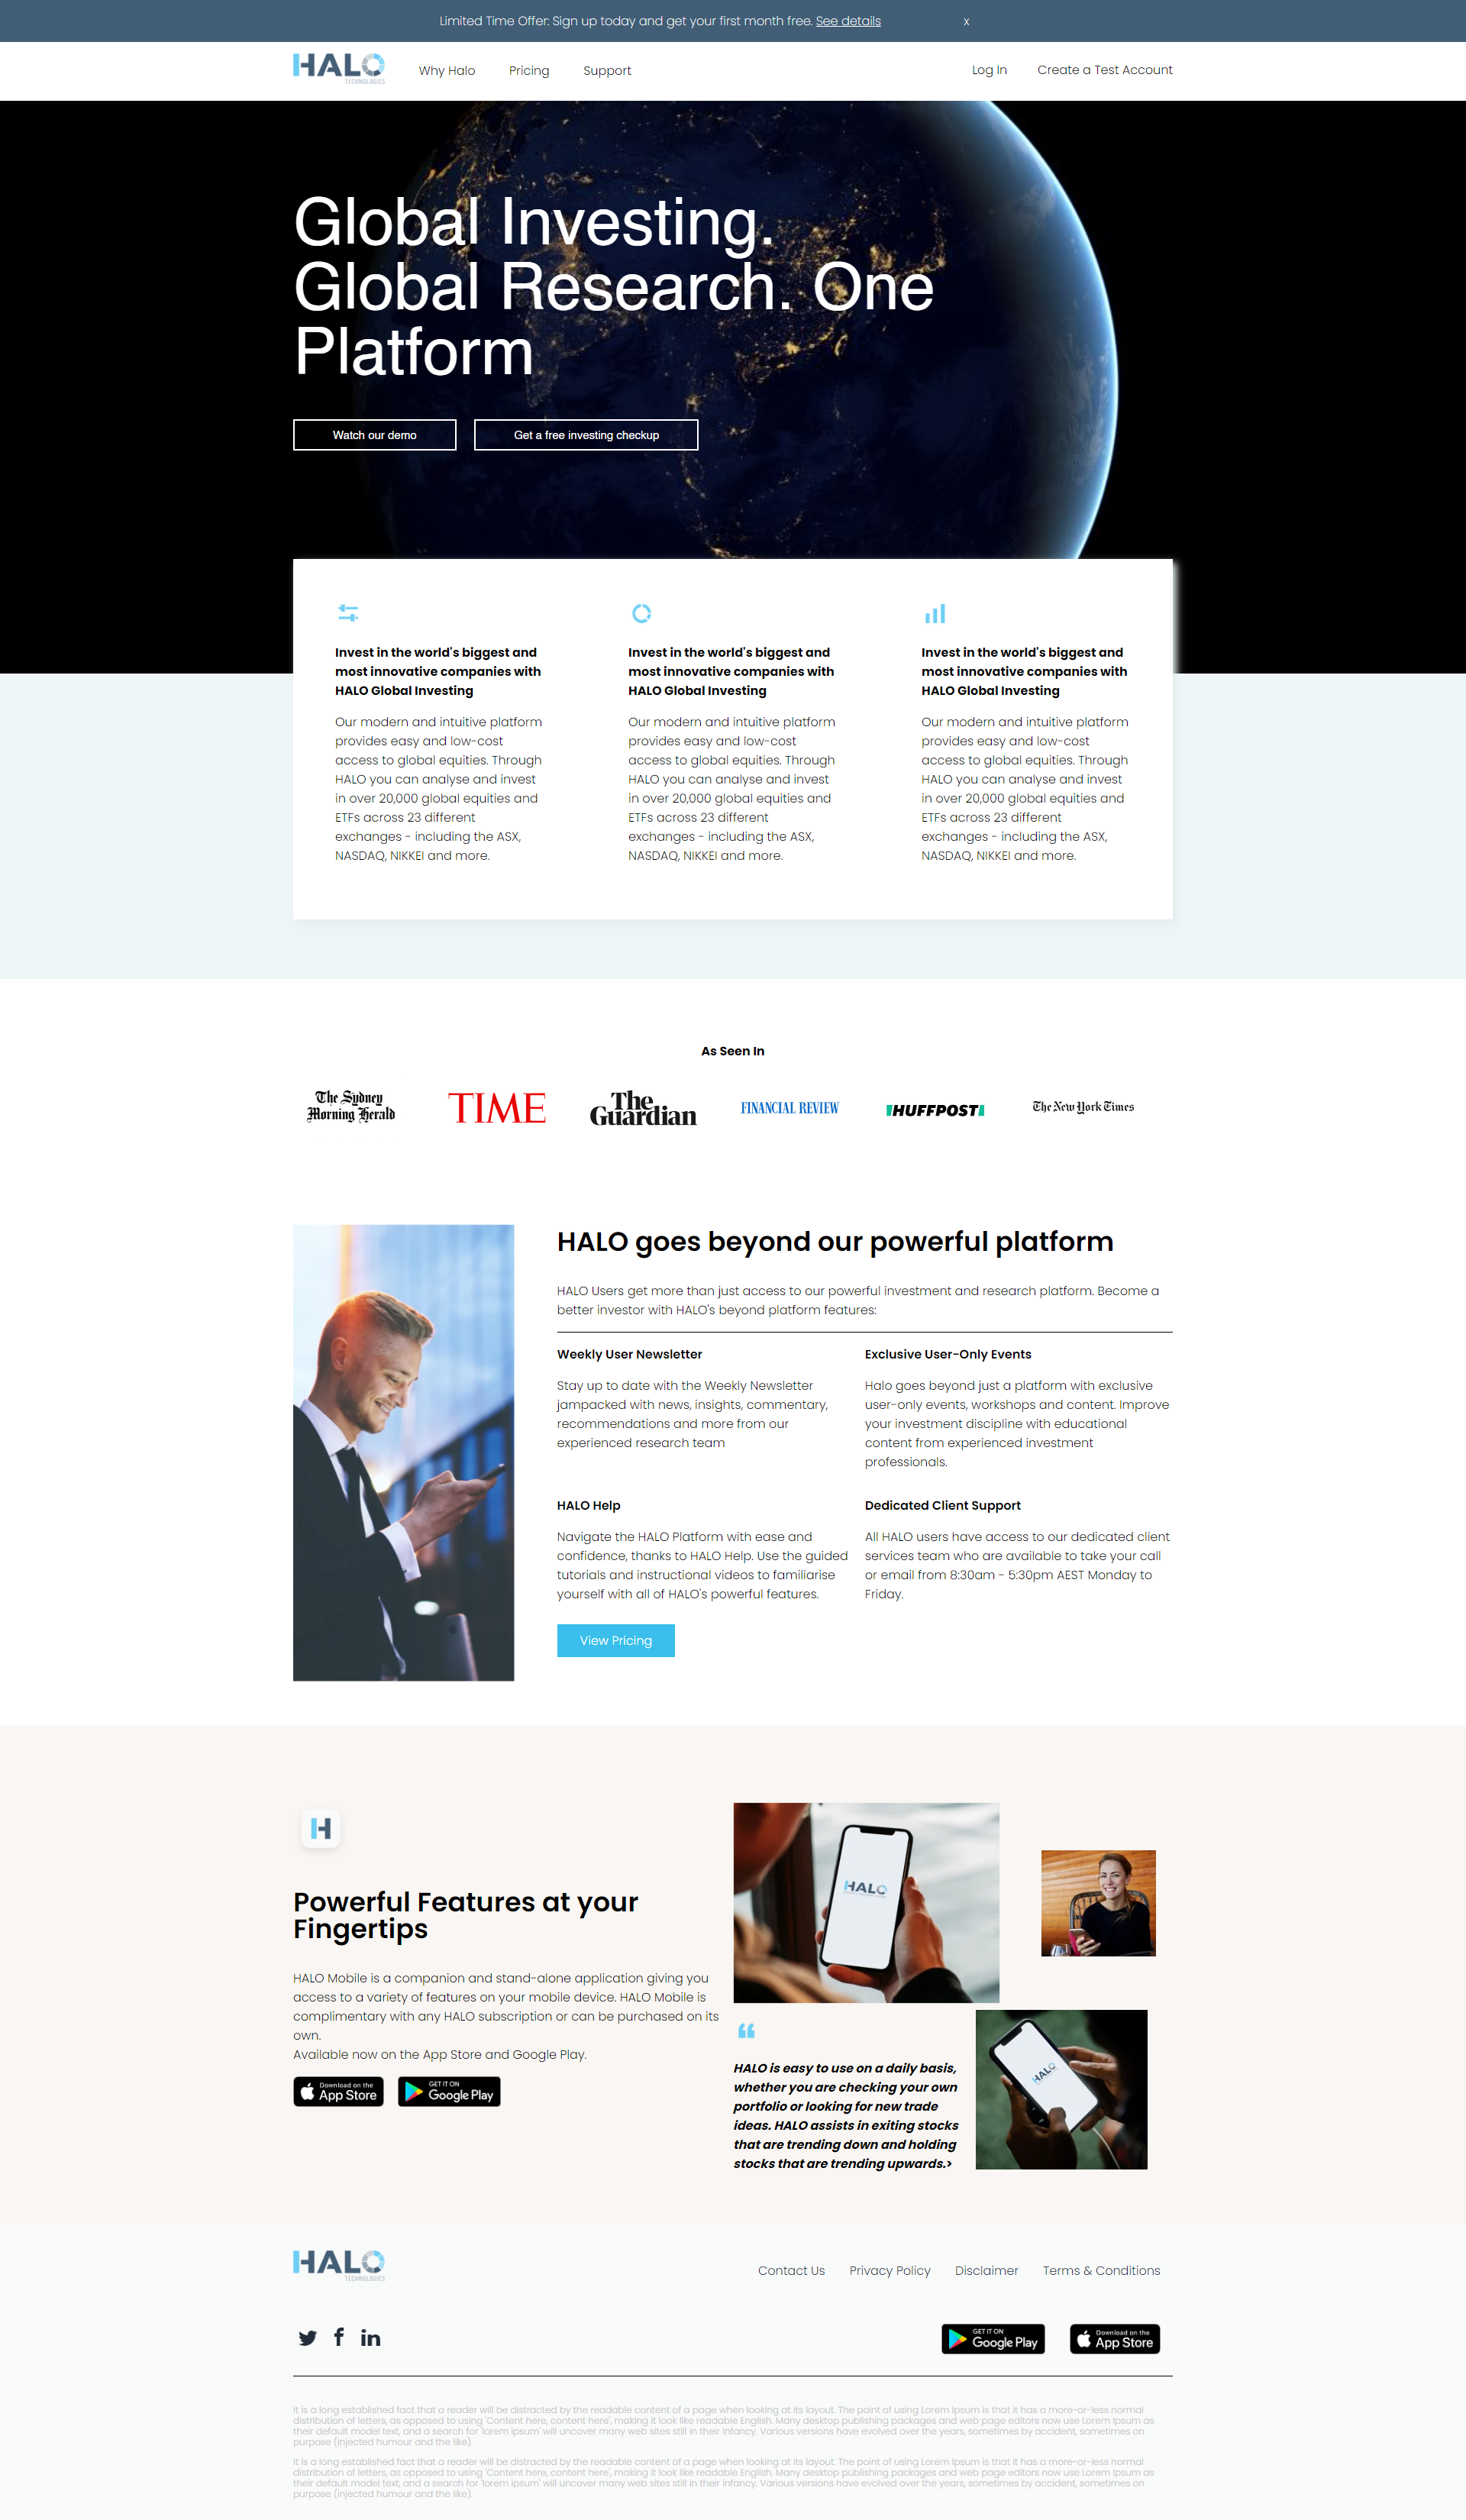 Limited Time Offer: Sign up today and get your first month free. See details x
HALO
TECHNOLOGIES
Why Halo Pricing Support Log In Create a Test Account
Global Investing.
Global Research. One
Platform
Watch our demo Get a free investing checkup
Invest in the world's biggest and
most innovative companies with
HALO Global Investing
Our modern and intuitive platform
provides easy and low-cost
access to global equities. Through
HALO you can analyse and invest
in over 20,000 global equities and
ETFs across 23 different
exchanges - including the ASX,
NASDAQ, NIKKEI and more.
Invest in the world's biggest and
most innovative companies with
HALO Global Investing
Our modern and intuitive platform
provides easy and low-cost
access to global equities. Through
HALO you can analyse and invest
in over 20,000 global equities and
ETFs across 23 different
exchanges - including the ASX,
NASDAQ, NIKKEI and more.
Invest in the world's biggest and
most innovative companies with
HALO Global Investing
Our modern and intuitive platform
provides easy and low-cost
access to global equities. Through
HALO you can analyse and invest
in over 20,000 global equities and
ETFs across 23 different
exchanges - including the ASX,
NASDAQ, NIKKEI and more.
As Seen In
The Sydney
Morning Herald
TIME
The
Guardian
FINANCIAL REVIEW
HUFFPOST
The New York Times
HALO goes beyond our powerful platform
HALO Users get more than just access to our powerful investment and research platform. Become a
better investor with HALO's beyond platform features:
Weekly User Newsletter
Stay up to date with the Weekly Newsletter
jampacked with news, insights, commentary,
recommendations and more from our
experienced research team
Exclusive User-Only Events
Halo goes beyond just a platform with exclusive
user-only events, workshops and content. Improve
your investment discipline with educational
content from experienced investment
professionals.
HALO Help
Navigate the HALO Platform with ease and
confidence, thanks to HALO Help. Use the guided
tutorials and instructional videos to familiarise
yourself with all of HALO's powerful features.
Dedicated Client Support
All HALO users have access to our dedicated client
services team who are available to take your call
or email from 8:30am - 5:30pm AEST Monday to
Friday.
View Pricing
H
Powerful Features at your
Fingertips
HALO Mobile is a companion and stand-alone application giving you
access to a variety of features on your mobile device. HALO Mobile is
complimentary with any HALO subscription or can be purchased on its
own.
Available now on the App Store and Google Play.
Download on the
App Store
GET IT ON
Google Play
HALO
“
HALO is easy to use on a daily basis,
whether you are checking your own
portfolio or looking for new trade
ideas. HALO assists in exiting stocks
that are trending down and holding
stocks that are trending upwards.>
HALO
HALO
TECHNOLOGIES
Contact Us Privacy Policy Disclaimer Terms & Conditions
GET IT ON
Google Play
Download on the
App Store
It is a long established fact that a reader will be distracted by the readable content of a page when looking at its layout. The point of using Lorem Ipsum is that it has a more-or-less normal
distribution of letters, as opposed to using 'Content here, content here', making it look like readable English. Many desktop publishing packages and web page editors now use Lorem Ipsum as
their default model text, and a search for 'lorem ipsum' will uncover many web sites still in their infancy. Various versions have evolved over the years, sometimes by accident, sometimes on
purpose (injected humour and the like).
It is a long established fact that a reader will be distracted by the readable content of a page when looking at its layout. The point of using Lorem Ipsum is that it has a more-or-less normal
distribution of letters, as opposed to using 'Content here, content here', making it look like readable English. Many desktop publishing packages and web page editors now use Lorem Ipsum as
their default model text, and a search for 'lorem ipsum' will uncover many web sites still in their infancy. Various versions have evolved over the years, sometimes by accident, sometimes on
purpose (injected humour and the like).